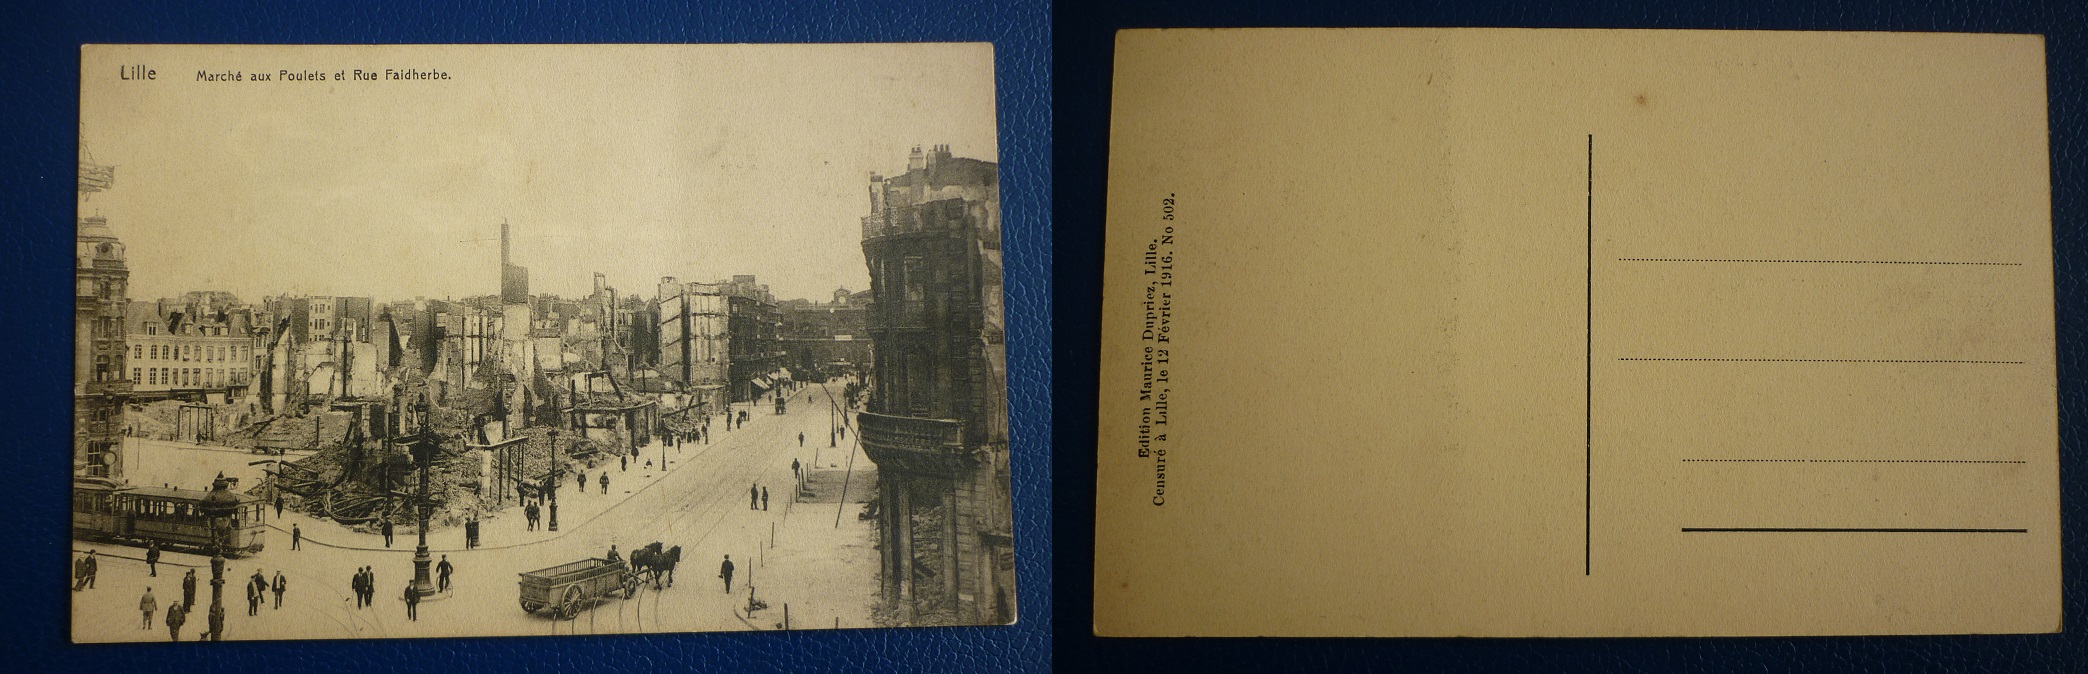 Lille Marché aux Poulets et Rue Faidherbe.
Edition Maurice Dupriez, Lille.
Censuré à Lille, le 12 Février 1916. No 502.